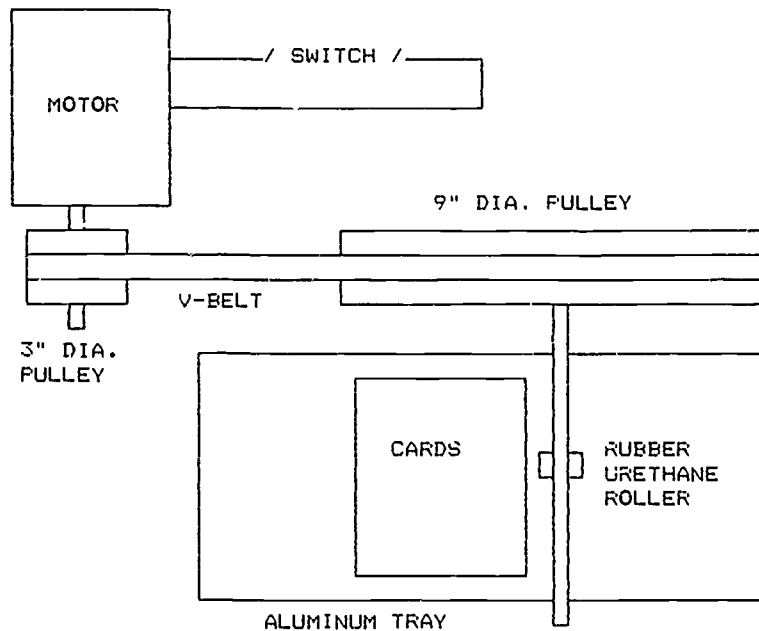 / SWITCH /
MOTOR
9" DIA. PULLEY
V-BELT
3" DIA.
PULLEY
CARDS
RUBBER
URETHANE
ROLLER
ALUMINUM TRAY